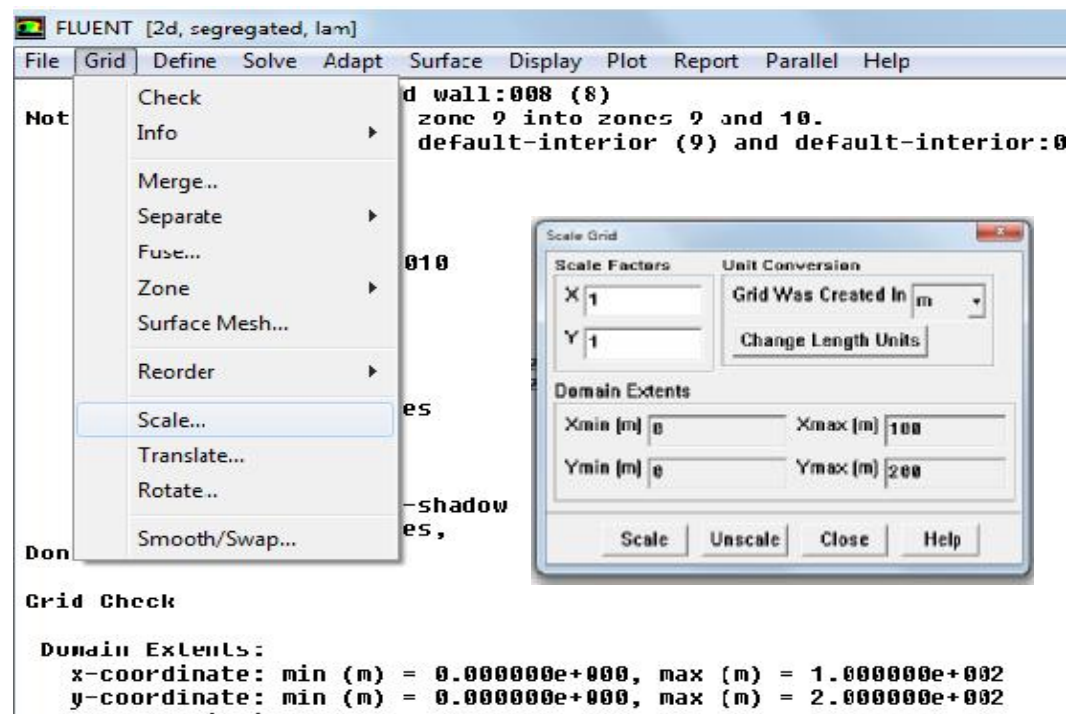 FLUENT [2d, segregated, lam]
File Grid Define Solve Adapt Surface Display Plot Report Parallel Help
Check
Info
Merge...
Separate
Fuse...
Zone
Surface Mesh...
Reorder
Scale...
Translate...
Rotate...
Smooth/Swap...
d wall:008 (8)
Not zone 9 into zones 9 and 10.
default-interior (9) and default-interior:0
010
es
-shadow
es,
Don
Scale Grid
Scale Factors Unit Conversion
X 1 Grid Was Created In m
Y 1 Change Length Units
Domain Extents
Xmin (m) 0 Xmax (m) 100
Ymin (m) 0 Ymax (m) 200
Scale Unscale Close Help
Grid Check
Domain Extents:
x-coordinate: min (m) = 0.000000e+000, max (m) = 1.000000e+002
y-coordinate: min (m) = 0.000000e+000, max (m) = 2.000000e+002